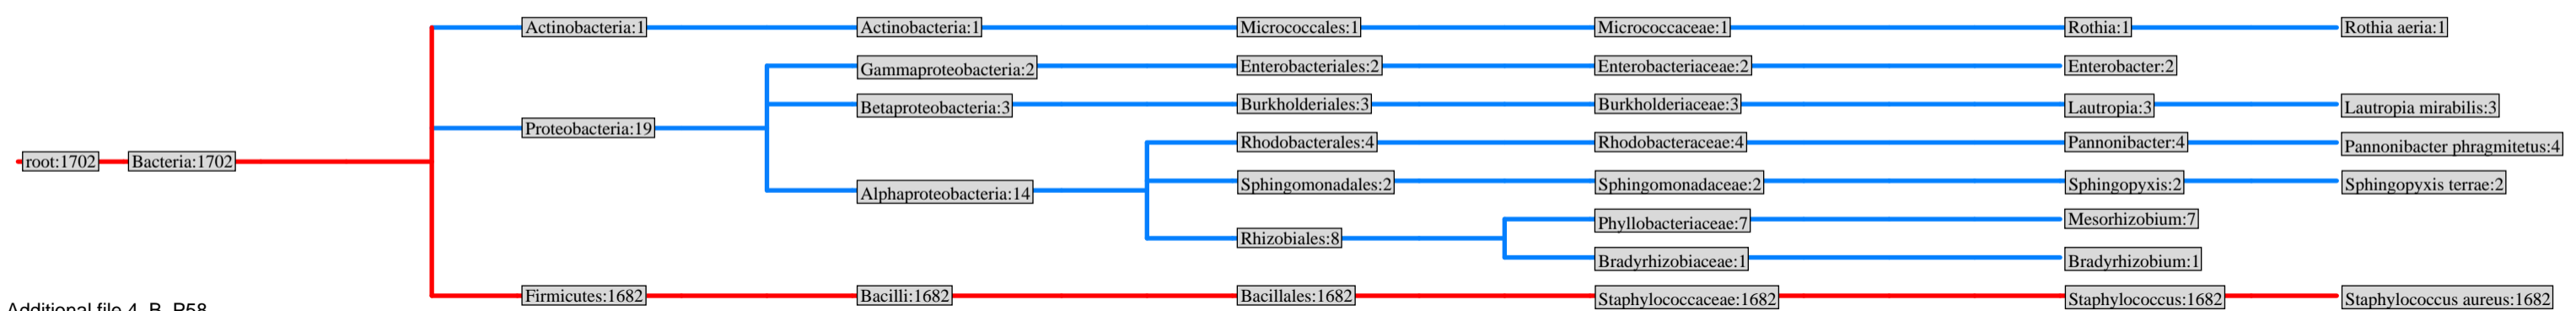 Actinobacteria:1 Actinobacteria:1 Micrococcales:1 Micrococcaceae:1 Rothia:1 Rothia aeria:1
Gammaproteobacteria:2 Enterobacteriales:2 Enterobacteriaceae:2 Enterobacter:2
Betaproteobacteria:3 Burkholderiales:3 Burkholderiaceae:3 Lautropia:3 Lautropia mirabilis:3
Proteobacteria:19
Rhodobacterales:4 Rhodobacteraceae:4 Pannonibacter:4 Pannonibacter phragmitetus:4
root:1702 Bacteria:1702
Sphingomonadales:2 Sphingomonadaceae:2 Sphingopyxis:2 Sphingopyxis terrae:2
Alphaproteobacteria:14
Phyllobacteriaceae:7 Mesorhizobium:7
Rhizobiales:8
Bradyrhizobiaceae:1 Bradyrhizobium:1
Firmicutes:1682 Bacilli:1682 Bacillales:1682 Staphylococcaceae:1682 Staphylococcus:1682 Staphylococcus aureus:1682
Additional file 4 B P58